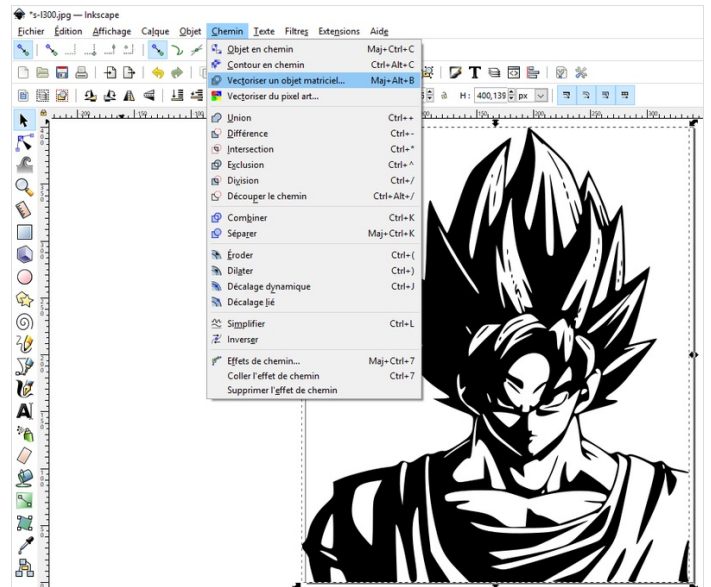 *s-l300.jpg — Inkscape
Fichier Édition Affichage Calque Objet Chemin Texte Filtres Extensions Aide
Objet en chemin Maj+Ctrl+C
Contour en chemin Ctrl+Alt+C
Vectoriser un objet matriciel... Maj+Alt+B
Vectoriser du pixel art...
H: 400,139 px
Union Ctrl++
Différence Ctrl+-
Intersection Ctrl+*
Exclusion Ctrl+^
Division Ctrl+/
Découper le chemin Ctrl+Alt+/
Combiner Ctrl+K
Séparer Maj+Ctrl+K
Éroder Ctrl+(
Dilater Ctrl+)
Décalage dynamique Ctrl+J
Décalage lié
Simplifier Ctrl+L
Inverser
Effets de chemin... Maj+Ctrl+7
Coller l'effet de chemin Ctrl+7
Supprimer l'effet de chemin